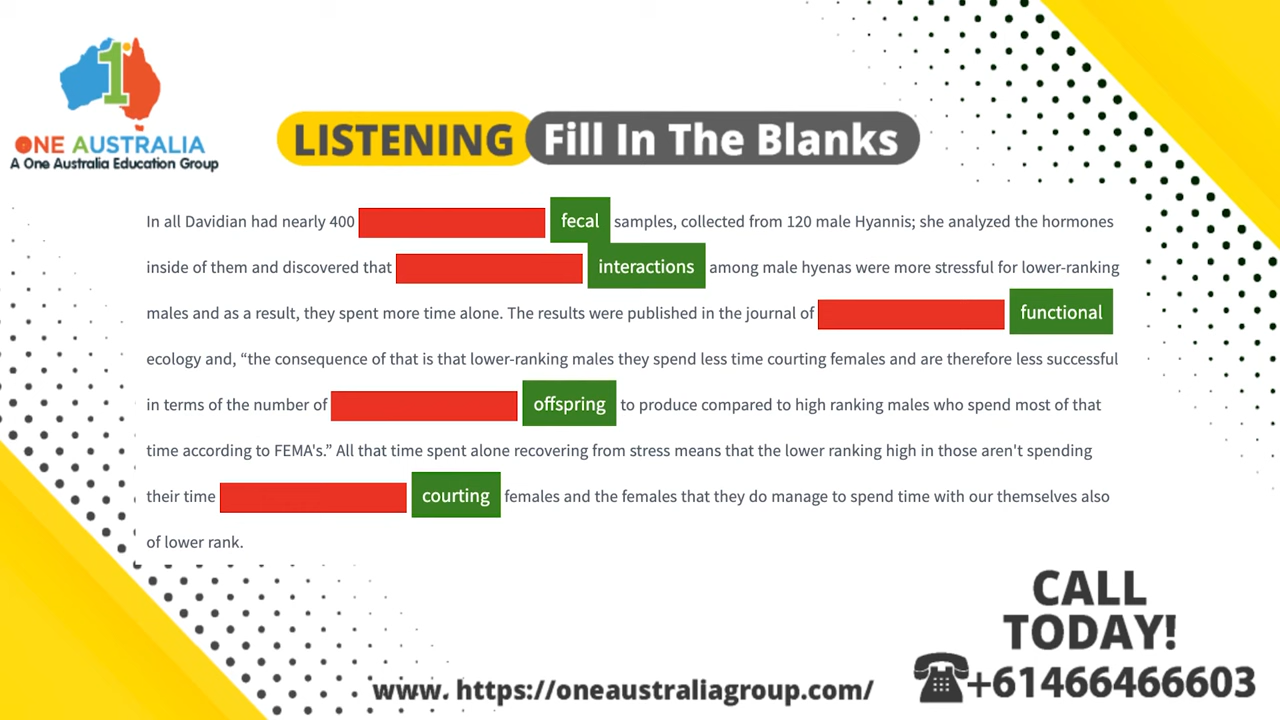 1
ONE AUSTRALIA
A One Australia Education Group
LISTENING Fill In The Blanks
In all Davidian had nearly 400 fecal samples, collected from 120 male Hyannis; she analyzed the hormones
inside of them and discovered that interactions among male hyenas were more stressful for lower-ranking
males and as a result, they spent more time alone. The results were published in the journal of functional
ecology and, “the consequence of that is that lower-ranking males they spend less time courting females and are therefore less successful
in terms of the number of offspring to produce compared to high ranking males who spend most of that
time according to FEMA's.” All that time spent alone recovering from stress means that the lower ranking high in those aren't spending
their time courting females and the females that they do manage to spend time with our themselves also
of lower rank.
CALL
TODAY!
+61466466603
www. https://oneaustraliagroup.com/